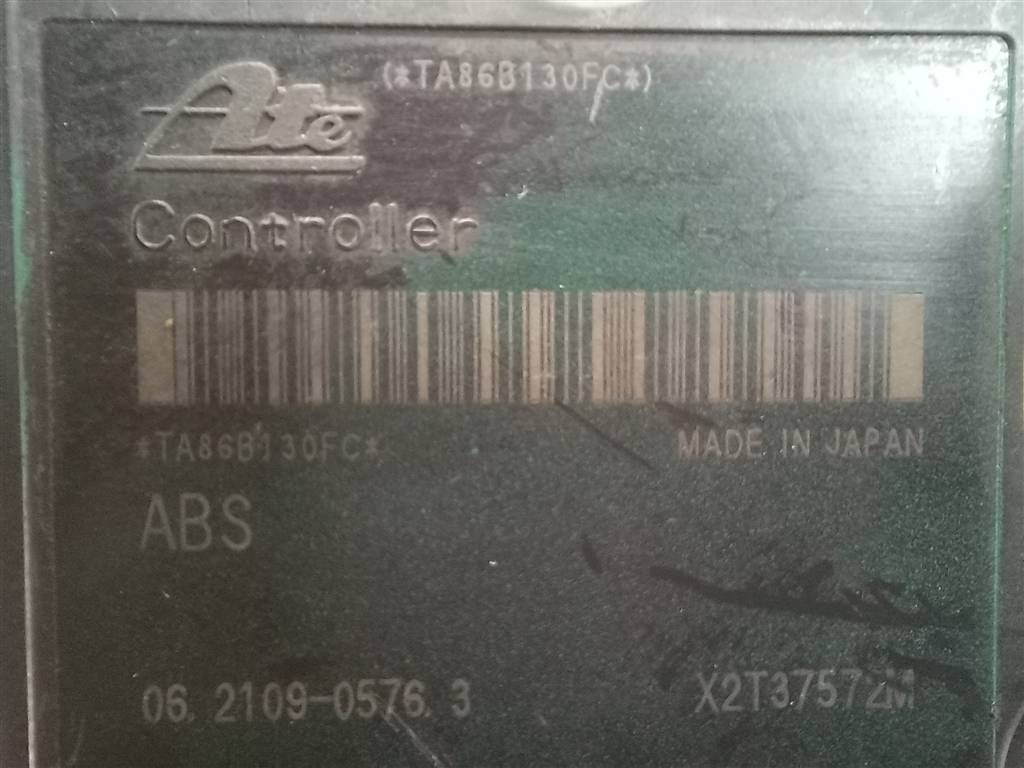 Ate (*TA86B130FC*)
Controller
*TA86B130FC* MADE IN JAPAN
ABS
06.2109-0576.3 X2T37572M